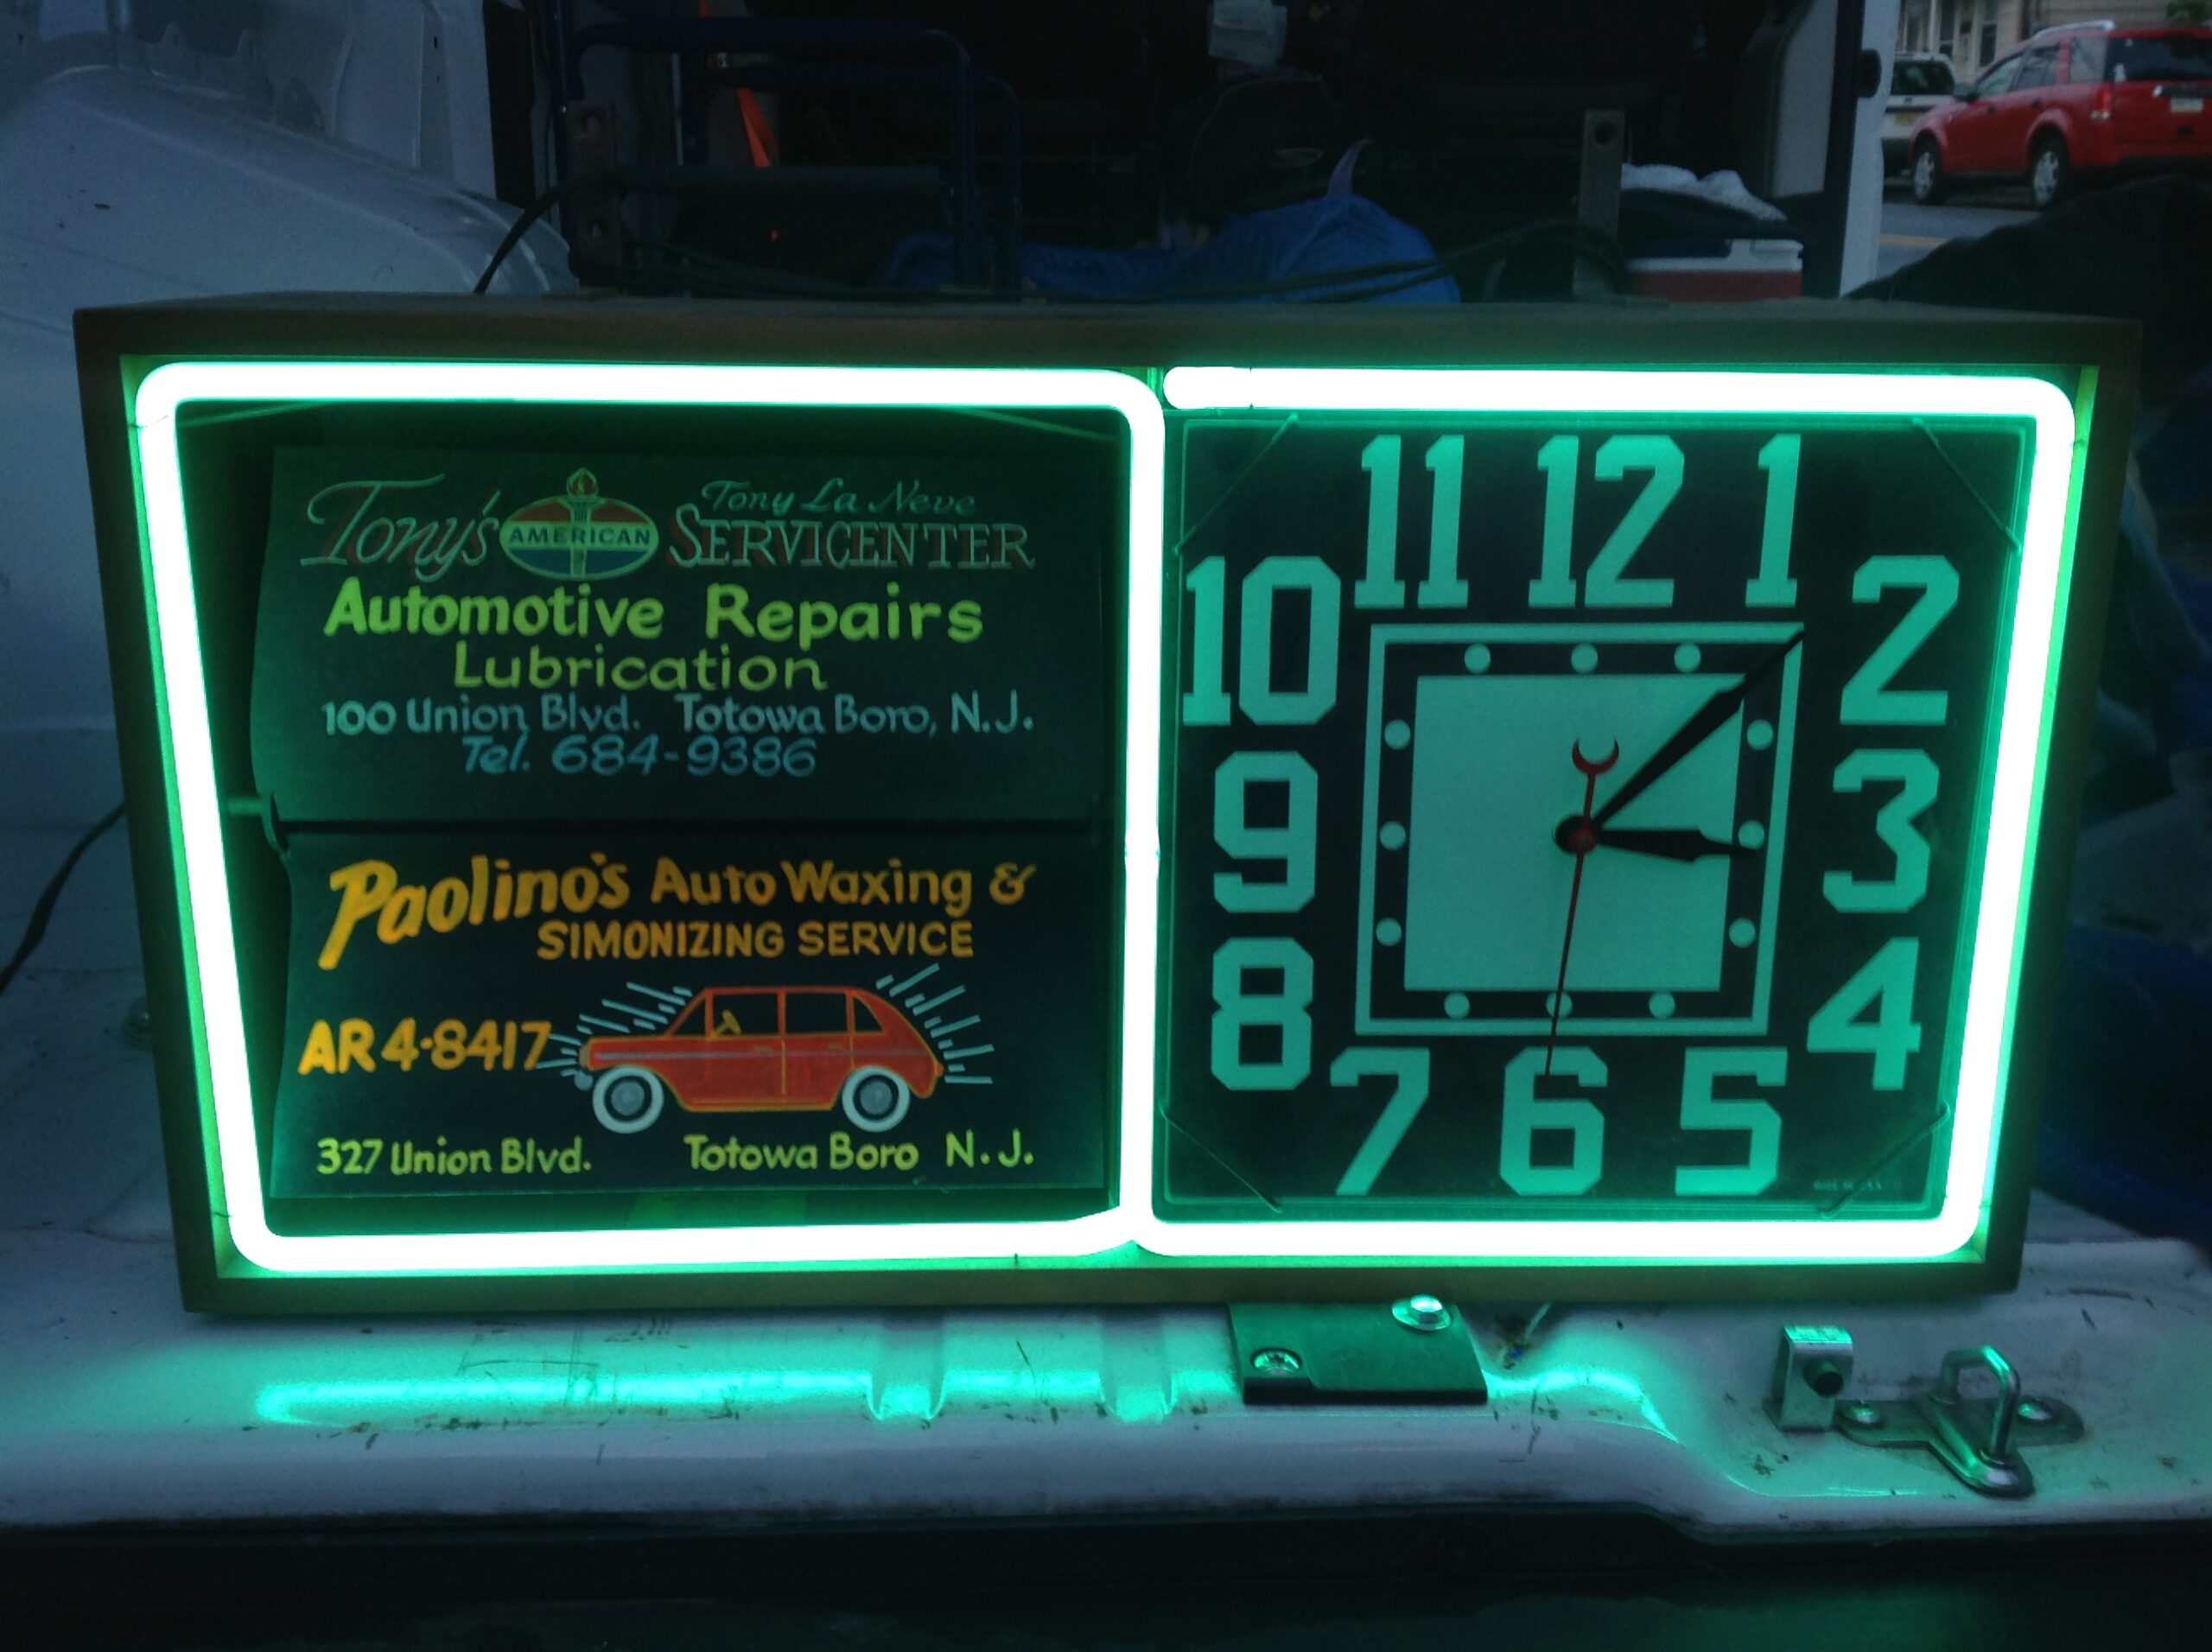 Tony's AMERICAN Tony La Neve
SERVICENTER
Automotive Repairs
Lubrication
100 Union Blvd. Totowa Boro, N.J.
Tel. 684-9386
Paolino's Auto Waxing &
SIMONIZING SERVICE
AR4·8417
327 Union Blvd. Totowa Boro N.J.
11 12 1
10 2
9 3
8 4
7 6 5